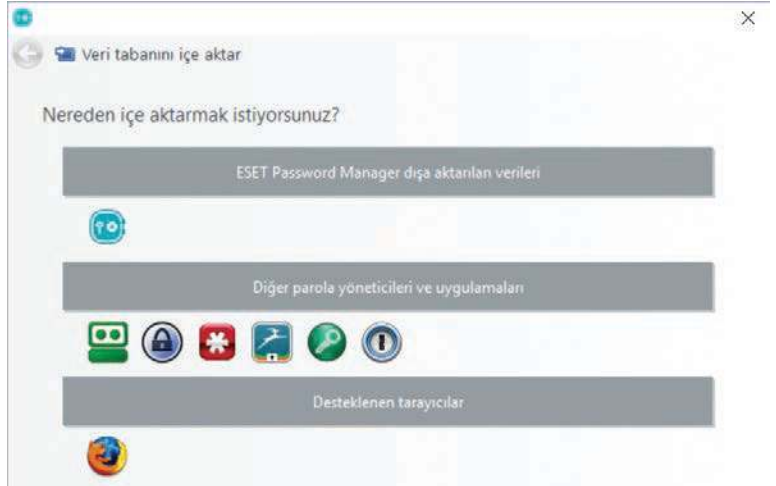 Veri tabanını içe aktar
Nereden içe aktarmak istiyorsunuz?
ESET Password Manager dışa aktarılan verileri
Diğer parola yöneticileri ve uygulamaları
Desteklenen tarayıcılar